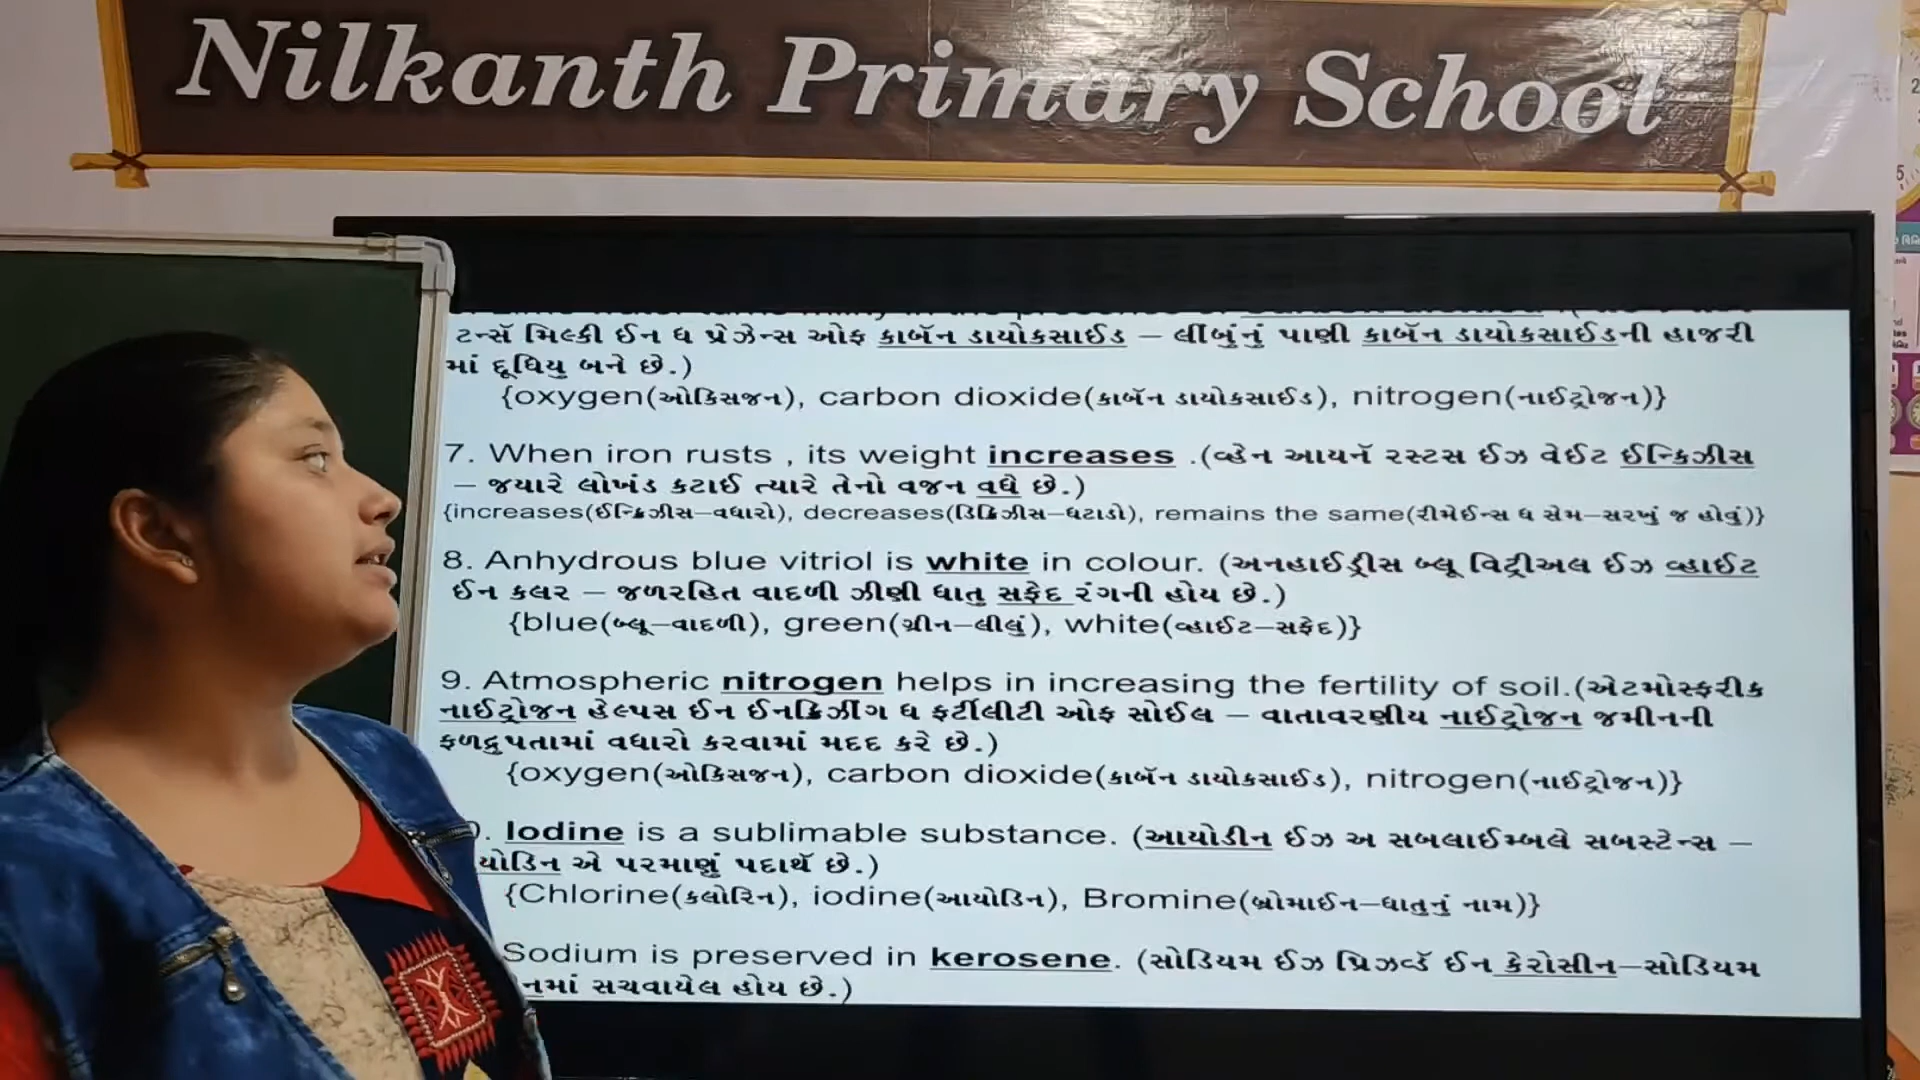 Nilkanth Primary School
ટન્સૅ મિલ્કી ઈન ધ પ્રેઝેન્સ ઓફ કાબૅન ડાયોકસાઈડ – લીંબુંનું પાણી કાબૅન ડાયોકસાઈડની હાજરી
માં દૂધિયુ બને છે.)
{oxygen(ઓકિસજન), carbon dioxide(કાબૅન ડાયોકસાઈડ), nitrogen(નાઈટ્રોજન)}
7. When iron rusts , its weight increases .(વ્હેન આયનૅ રસ્ટસ ઈઝ વેઈટ ઈન્ક્રિઝીસ
– જયારે લોખંડ કટાઈ ત્યારે તેનો વજન વધે છે.)
{increases(ઈન્ક્રિઝીસ–વધારો), decreases(ડિક્રિઝીસ–ઘટાડો), remains the same(રીમેઈન્સ ધ સેમ–સરખું જ હોવું)}
8. Anhydrous blue vitriol is white in colour. (અનહાઈડ્રીસ બ્લૂ વિટ્રીઅલ ઈઝ વ્હાઈટ
ઈન કલર – જળરહિત વાદળી ઝીણી ધાતુ સફેદ રંગની હોય છે.)
{blue(બ્લૂ–વાદળી), green(ગ્રીન–લીલું), white(વ્હાઈટ–સફેદ)}
9. Atmospheric nitrogen helps in increasing the fertility of soil.(એટમોસ્ફરીક
નાઈટ્રોજન હેલ્પસ ઈન ઈનક્રિઝીંગ ધ ફર્ટીલીટી ઓફ સોઈલ – વાતાવરણીય નાઈટ્રોજન જમીનની
ફળદ્રુપતામાં વધારો કરવામાં મદદ કરે છે.)
{oxygen(ઓકિસજન), carbon dioxide(કાબૅન ડાયોકસાઈડ), nitrogen(નાઈટ્રોજન)}
Iodine is a sublimable substance. (આયોડીન ઈઝ અ સબલાઈમ્બલે સબસ્ટેન્સ –
યોડિન એ પરમાણું પદાથૅ છે.)
{Chlorine(કલોરિન), iodine(આયોડિન), Bromine(બ્રોમાઈન–ધાતુનું નામ)}
Sodium is preserved in kerosene. (સોડિયમ ઈઝ પ્રિઝવ્ડૅ ઈન કેરોસીન–સોડિયમ
નમાં સચવાયેલ હોય છે.)